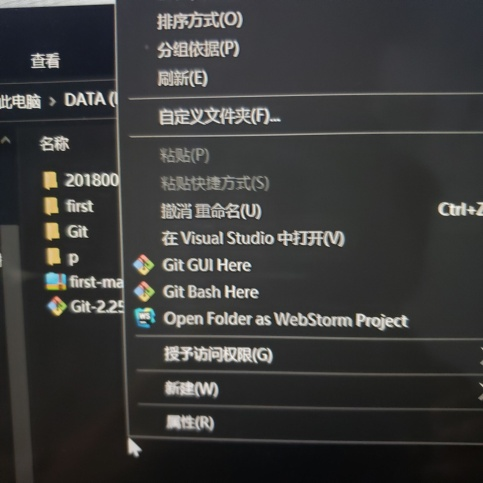 排序方式(O)
分组依据(P)
刷新(E)
自定义文件夹(F)...
粘贴(P)
粘贴快捷方式(S)
撤消 重命名(U)
Ctrl+Z
在 Visual Studio 中打开(V)
Git GUI Here
Git Bash Here
Open Folder as WebStorm Project
授予访问权限(G)
新建(W)
属性(R)
查看
此电脑 > DATA (
名称
201800
first
Git
p
first-ma
Git-2.25